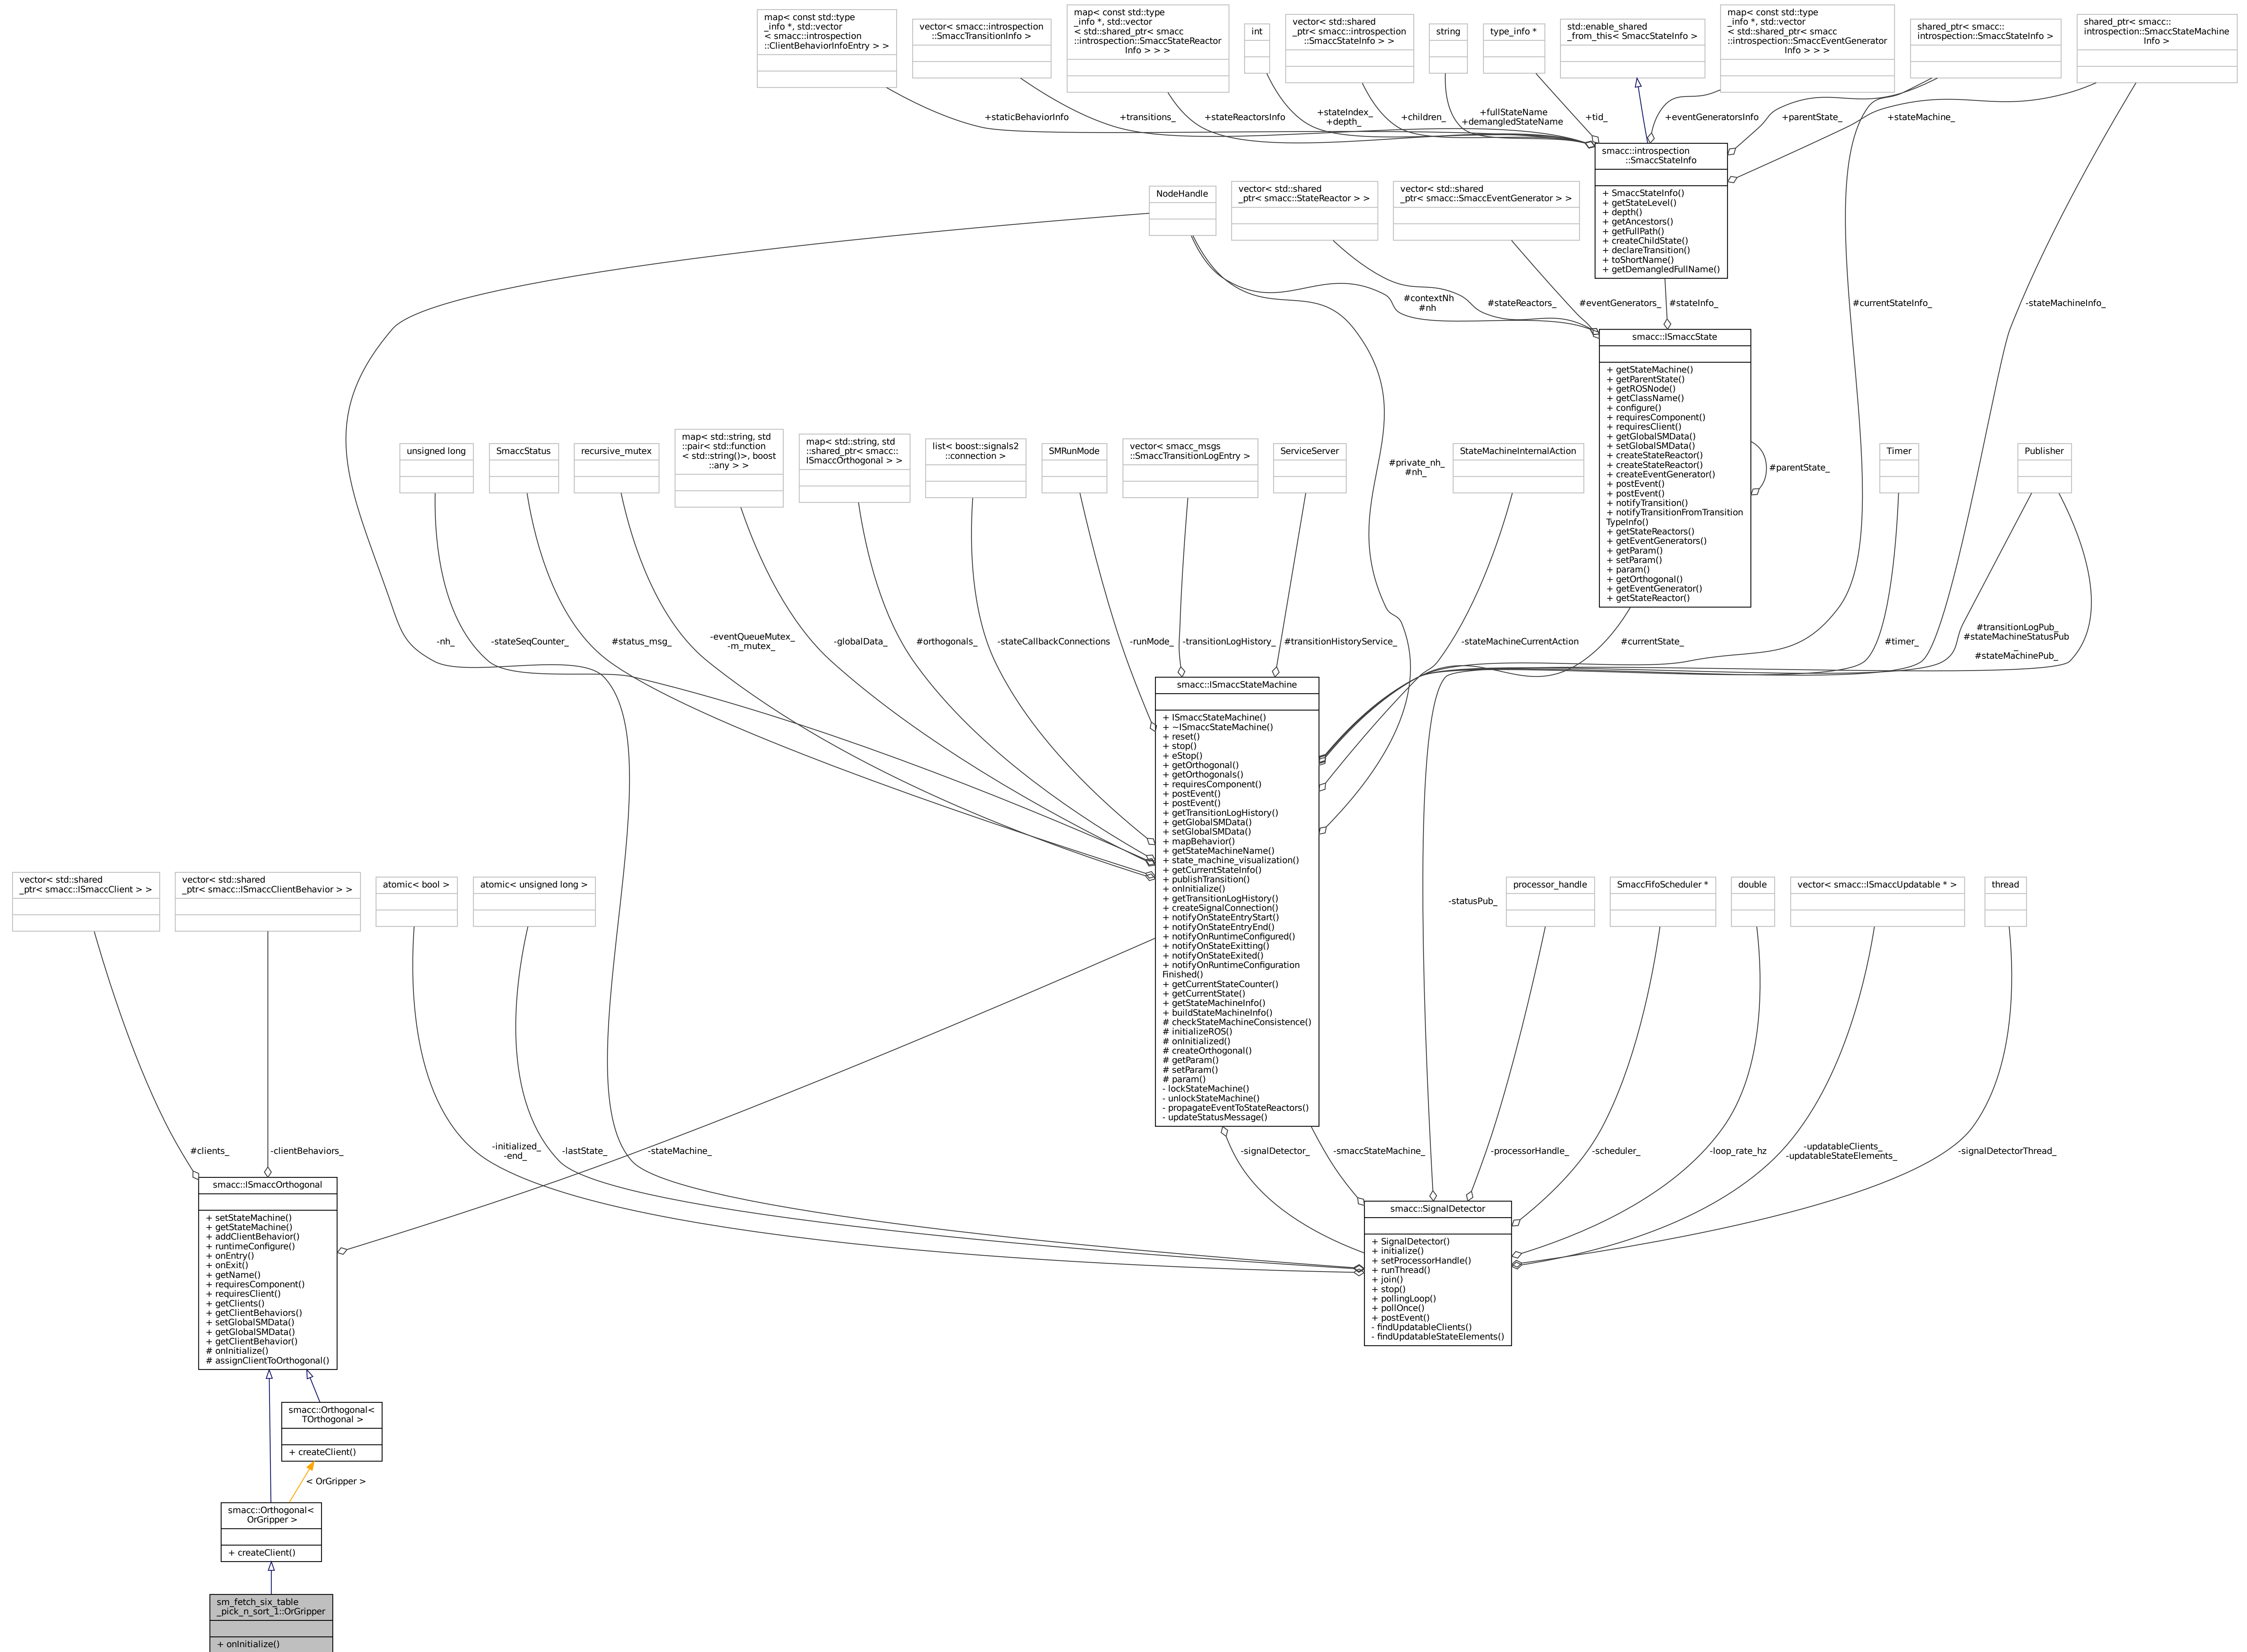 map< const std::type
_info *, std::vector
< smacc::introspection
::ClientBehaviorInfoEntry > >
vector< smacc::introspection
::SmaccTransitionInfo >
map< const std::type
_info *, std::vector
< std::shared_ptr< smacc
::introspection::SmaccStateReactor
Info > > >
int
vector< std::shared
_ptr< smacc::introspection
::SmaccStateInfo > >
string
type_info *
std::enable_shared
_from_this< SmaccStateInfo >
map< const std::type
_info *, std::vector
< std::shared_ptr< smacc
::introspection::SmaccEventGenerator
Info > > >
shared_ptr< smacc::
introspection::SmaccStateInfo >
shared_ptr< smacc::
introspection::SmaccStateMachine
Info >
+staticBehaviorInfo
+transitions_
+stateReactorsInfo
+stateIndex_
+depth_
+children_
+fullStateName
+demangledStateName
+tid_
+eventGeneratorsInfo
+parentState_
+stateMachine_
smacc::introspection
::SmaccStateInfo
+ SmaccStateInfo()
+ getStateLevel()
+ depth()
+ getAncestors()
+ getFullPath()
+ createChildState()
+ declareTransition()
+ toShortName()
+ getDemangledFullName()
NodeHandle
vector< std::shared
_ptr< smacc::StateReactor > >
vector< std::shared
_ptr< smacc::SmaccEventGenerator > >
#contextNh
#nh
#stateReactors_
#eventGenerators_
#stateInfo_
#currentStateInfo_
-stateMachineInfo_
smacc::ISmaccState
+ getStateMachine()
+ getParentState()
+ getROSNode()
+ getClassName()
+ configure()
+ requiresComponent()
+ requiresClient()
+ getGlobalSMData()
+ setGlobalSMData()
+ createStateReactor()
+ createStateReactor()
+ createEventGenerator()
+ postEvent()
+ postEvent()
+ notifyTransition()
+ notifyTransitionFromTransition
TypeInfo()
+ getStateReactors()
+ getEventGenerators()
+ getParam()
+ setParam()
+ param()
+ getOrthogonal()
+ getEventGenerator()
+ getStateReactor()
#parentState_
unsigned long
SmaccStatus
recursive_mutex
map< std::string, std
::pair< std::function
< std::string()>, boost
::any > >
map< std::string, std
::shared_ptr< smacc::
ISmaccOrthogonal > >
list< boost::signals2
::connection >
SMRunMode
vector< smacc_msgs
::SmaccTransitionLogEntry >
ServiceServer
#private_nh_
#nh_
StateMachineInternalAction
Timer
Publisher
-nh_
-stateSeqCounter_
#status_msg_
-eventQueueMutex_
-m_mutex_
-globalData_
#orthogonals_
-stateCallbackConnections
-runMode_
-transitionLogHistory_
#transitionHistoryService_
-stateMachineCurrentAction
#currentState_
#timer_
#transitionLogPub_
#stateMachineStatusPub
_
#stateMachinePub_
smacc::ISmaccStateMachine
+ ISmaccStateMachine()
+ ~ISmaccStateMachine()
+ reset()
+ stop()
+ eStop()
+ getOrthogonal()
+ getOrthogonals()
+ requiresComponent()
+ postEvent()
+ postEvent()
+ getTransitionLogHistory()
+ getGlobalSMData()
+ setGlobalSMData()
+ mapBehavior()
+ getStateMachineName()
+ state_machine_visualization()
+ getCurrentStateInfo()
+ publishTransition()
+ onInitialize()
+ getTransitionLogHistory()
+ createSignalConnection()
+ notifyOnStateEntryStart()
+ notifyOnStateEntryEnd()
+ notifyOnRuntimeConfigured()
+ notifyOnStateExitting()
+ notifyOnStateExited()
+ notifyOnRuntimeConfiguration
Finished()
+ getCurrentStateCounter()
+ getCurrentState()
+ getStateMachineInfo()
+ buildStateMachineInfo()
# checkStateMachineConsistence()
# initializeROS()
# onInitialized()
# createOrthogonal()
# getParam()
# setParam()
# param()
- lockStateMachine()
- unlockStateMachine()
- propagateEventToStateReactors()
- updateStatusMessage()
vector< std::shared
_ptr< smacc::ISmaccClient > >
vector< std::shared
_ptr< smacc::ISmaccClientBehavior > >
atomic< bool >
atomic< unsigned long >
-statusPub_
processor_handle
SmaccFifoScheduler *
double
vector< smacc::ISmaccUpdatable * >
thread
#clients_
-clientBehaviors_
-initialized_
-end_
-lastState_
-stateMachine_
-signalDetector_
-smaccStateMachine_
-processorHandle_
-scheduler_
-loop_rate_hz
-updatableClients_
-updatableStateElements_
-signalDetectorThread_
smacc::ISmaccOrthogonal
+ setStateMachine()
+ getStateMachine()
+ addClientBehavior()
+ runtimeConfigure()
+ onEntry()
+ onExit()
+ getName()
+ requiresComponent()
+ requiresClient()
+ getClients()
+ getClientBehaviors()
+ setGlobalSMData()
+ getGlobalSMData()
+ getClientBehavior()
# onInitialize()
# assignClientToOrthogonal()
smacc::SignalDetector
+ SignalDetector()
+ initialize()
+ setProcessorHandle()
+ runThread()
+ join()
+ stop()
+ pollingLoop()
+ pollOnce()
+ postEvent()
- findUpdatableClients()
- findUpdatableStateElements()
smacc::Orthogonal<
TOrthogonal >
+ createClient()
< OrGripper >
smacc::Orthogonal<
OrGripper >
+ createClient()
sm_fetch_six_table
_pick_n_sort_1::OrGripper
+ onInitialize()